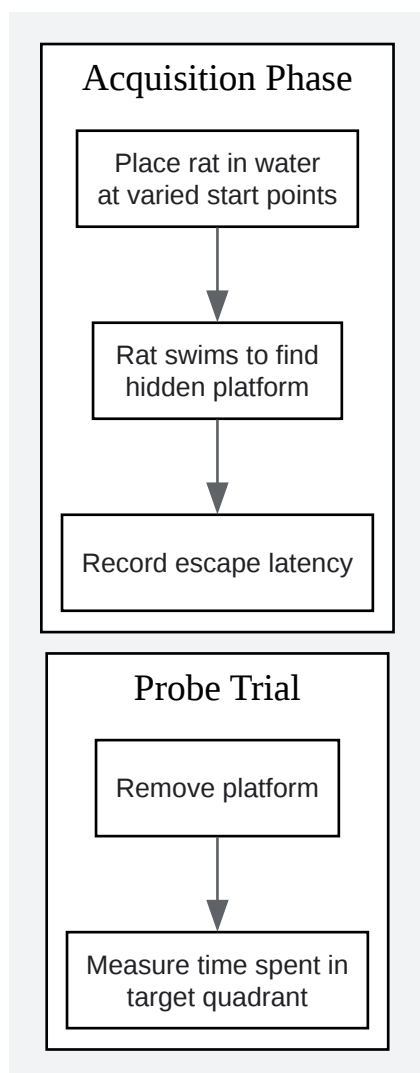 Acquisition Phase
Place rat in water
at varied start points
Rat swims to find
hidden platform
Record escape latency
Probe Trial
Remove platform
Measure time spent in
target quadrant